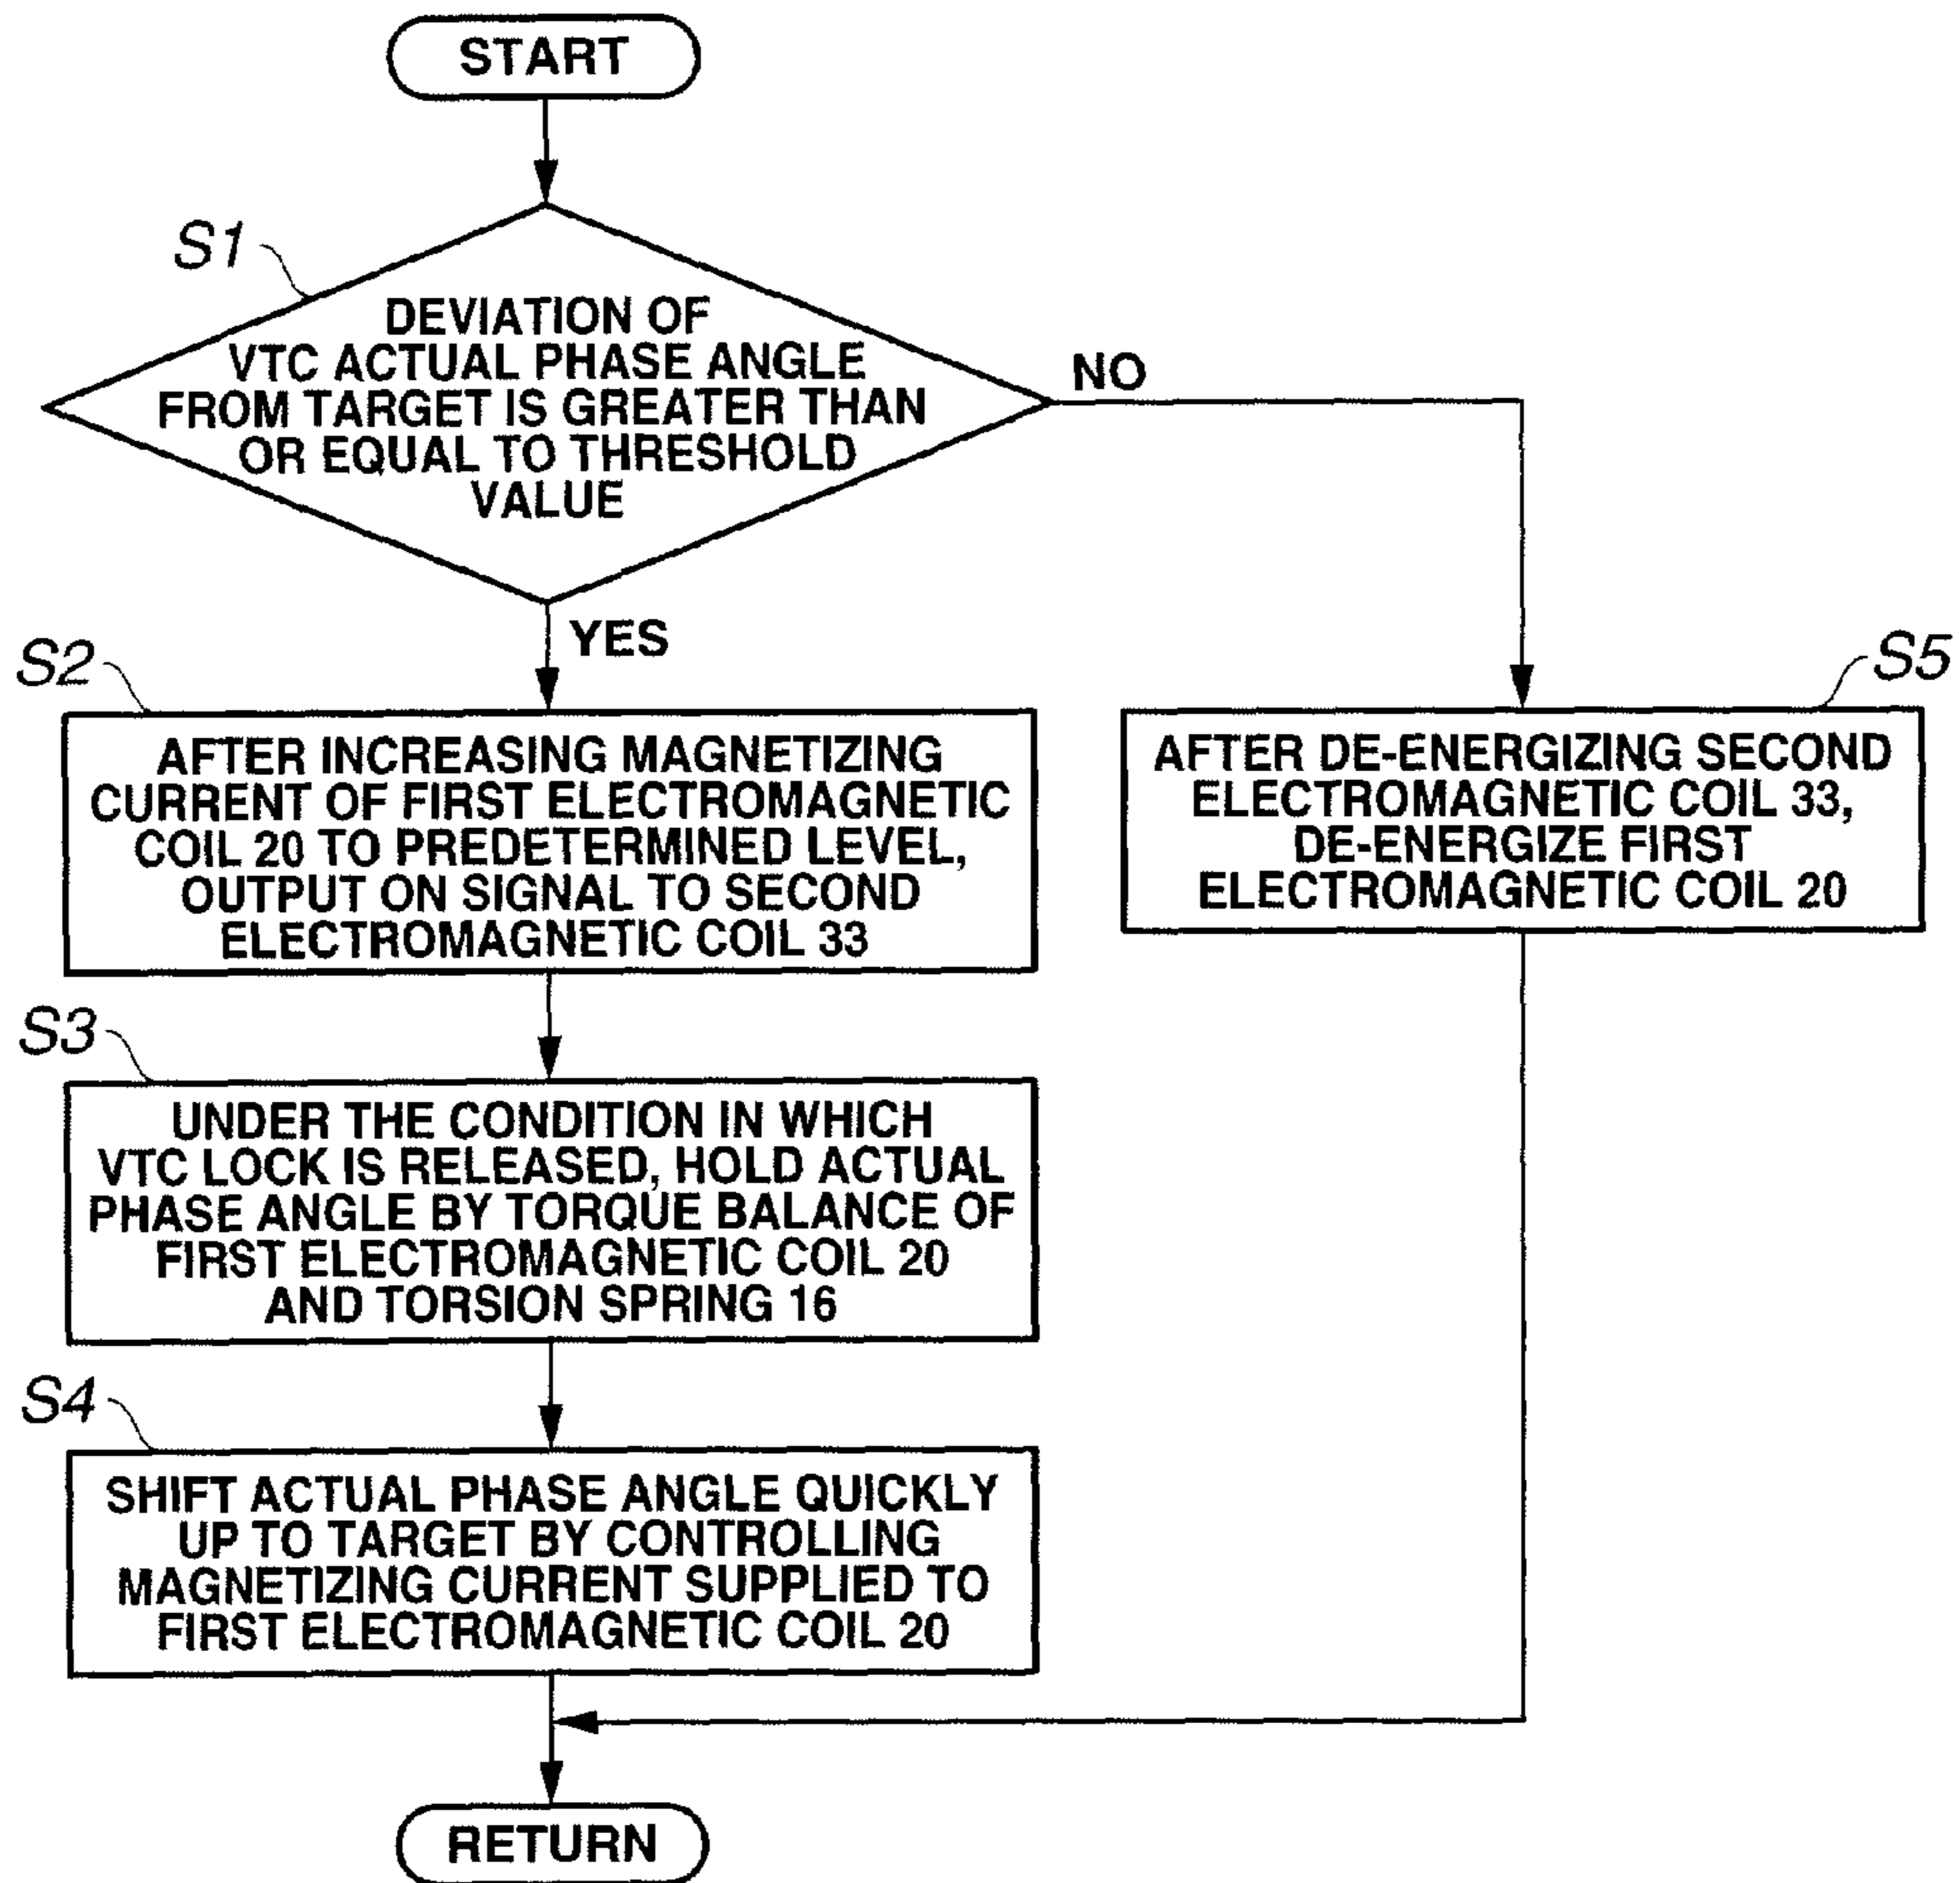 START
S1
DEVIATION OF
VTC ACTUAL PHASE ANGLE
FROM TARGET IS GREATER THAN
OR EQUAL TO THRESHOLD
VALUE
NO
YES
S2
AFTER INCREASING MAGNETIZING
CURRENT OF FIRST ELECTROMAGNETIC
COIL 20 TO PREDETERMINED LEVEL,
OUTPUT ON SIGNAL TO SECOND
ELECTROMAGNETIC COIL 33
S5
AFTER DE-ENERGIZING SECOND
ELECTROMAGNETIC COIL 33,
DE-ENERGIZE FIRST
ELECTROMAGNETIC COIL 20
S3
UNDER THE CONDITION IN WHICH
VTC LOCK IS RELEASED, HOLD ACTUAL
PHASE ANGLE BY TORQUE BALANCE OF
FIRST ELECTROMAGNETIC COIL 20
AND TORSION SPRING 16
S4
SHIFT ACTUAL PHASE ANGLE QUICKLY
UP TO TARGET BY CONTROLLING
MAGNETIZING CURRENT SUPPLIED TO
FIRST ELECTROMAGNETIC COIL 20
RETURN